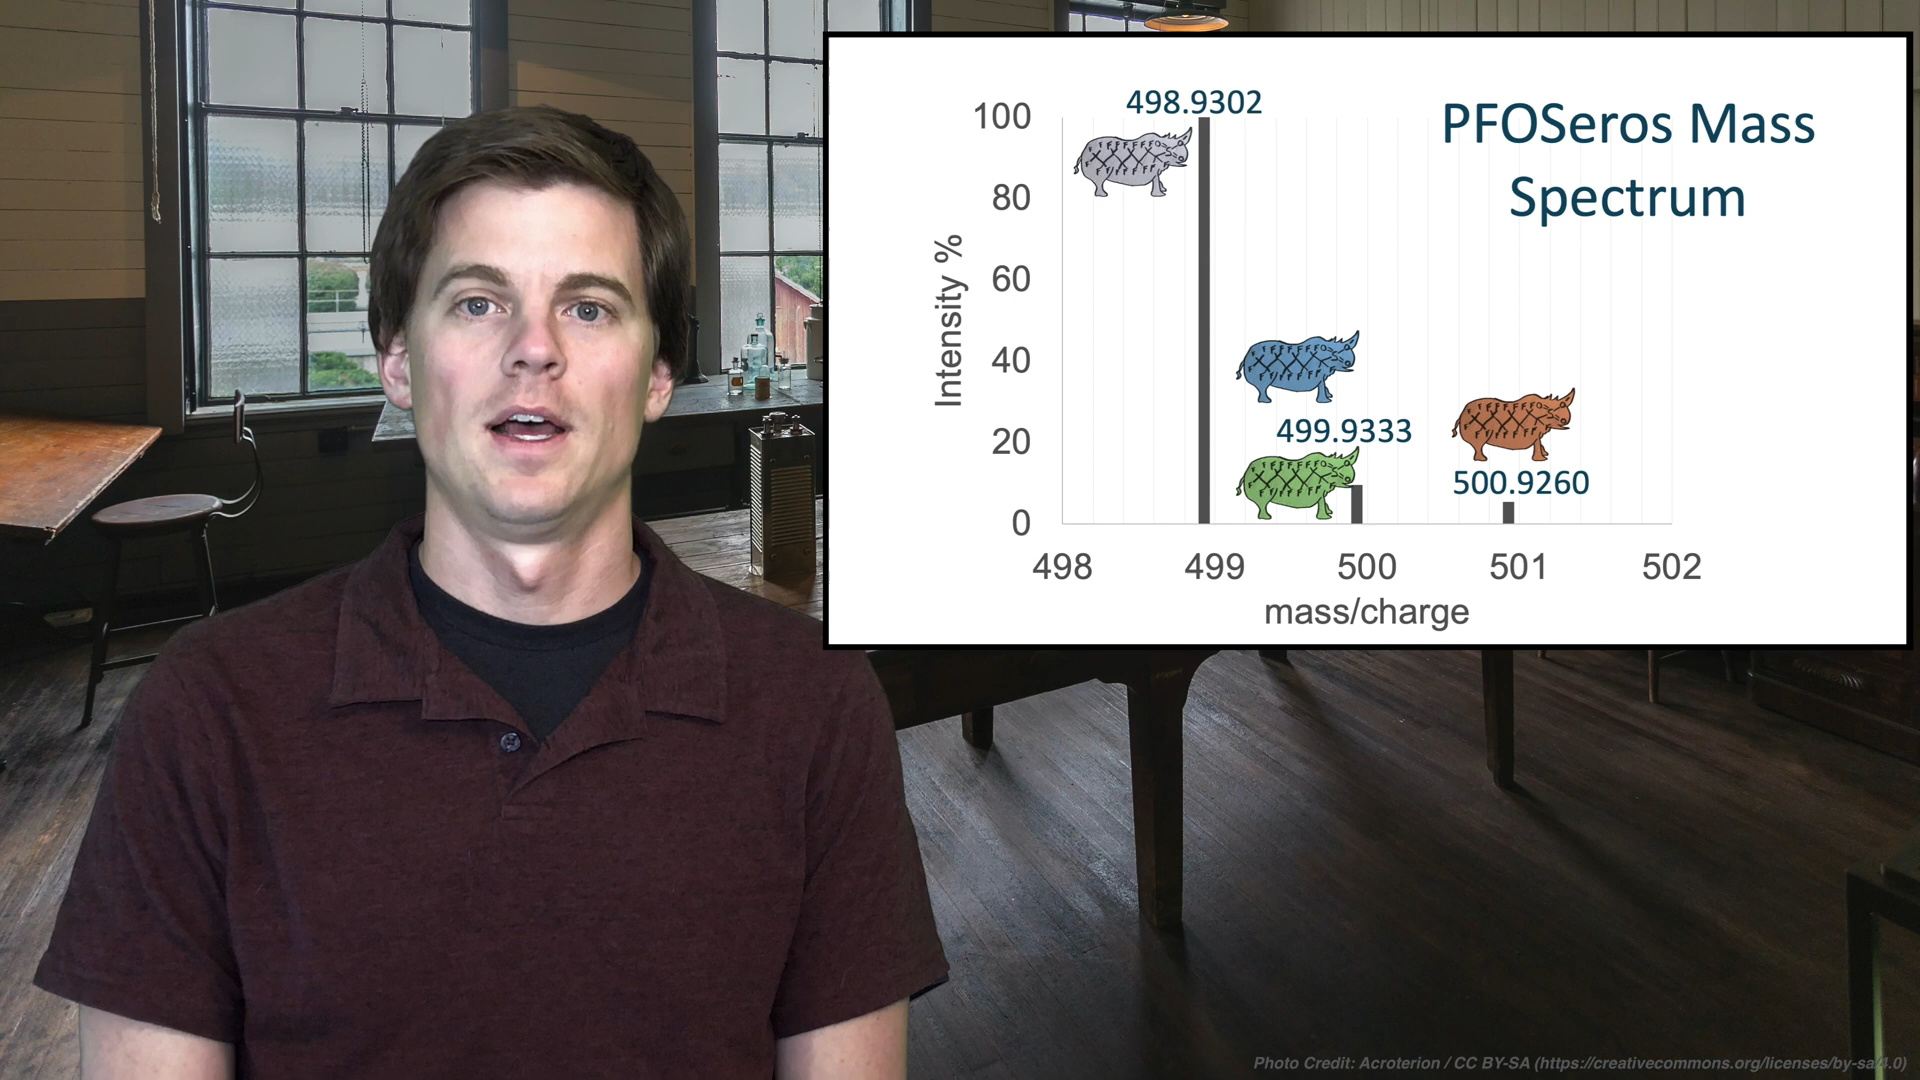 PFOSeros Mass
Spectrum
498.9302
499.9333
500.9260
Intensity %
100
80
60
40
20
0
498
499
500
501
502
mass/charge
Photo Credit: Acroterion / CC BY-SA (https://creativecommons.org/licenses/by-sa/4.0)